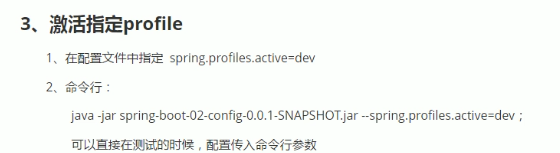 3、激活指定profile
1、在配置文件中指定 spring.profiles.active=dev
2、命令行：
java -jar spring-boot-02-config-0.0.1-SNAPSHOT.jar --spring.profiles.active=dev；
可以直接在测试的时候，配置传入命令行参数